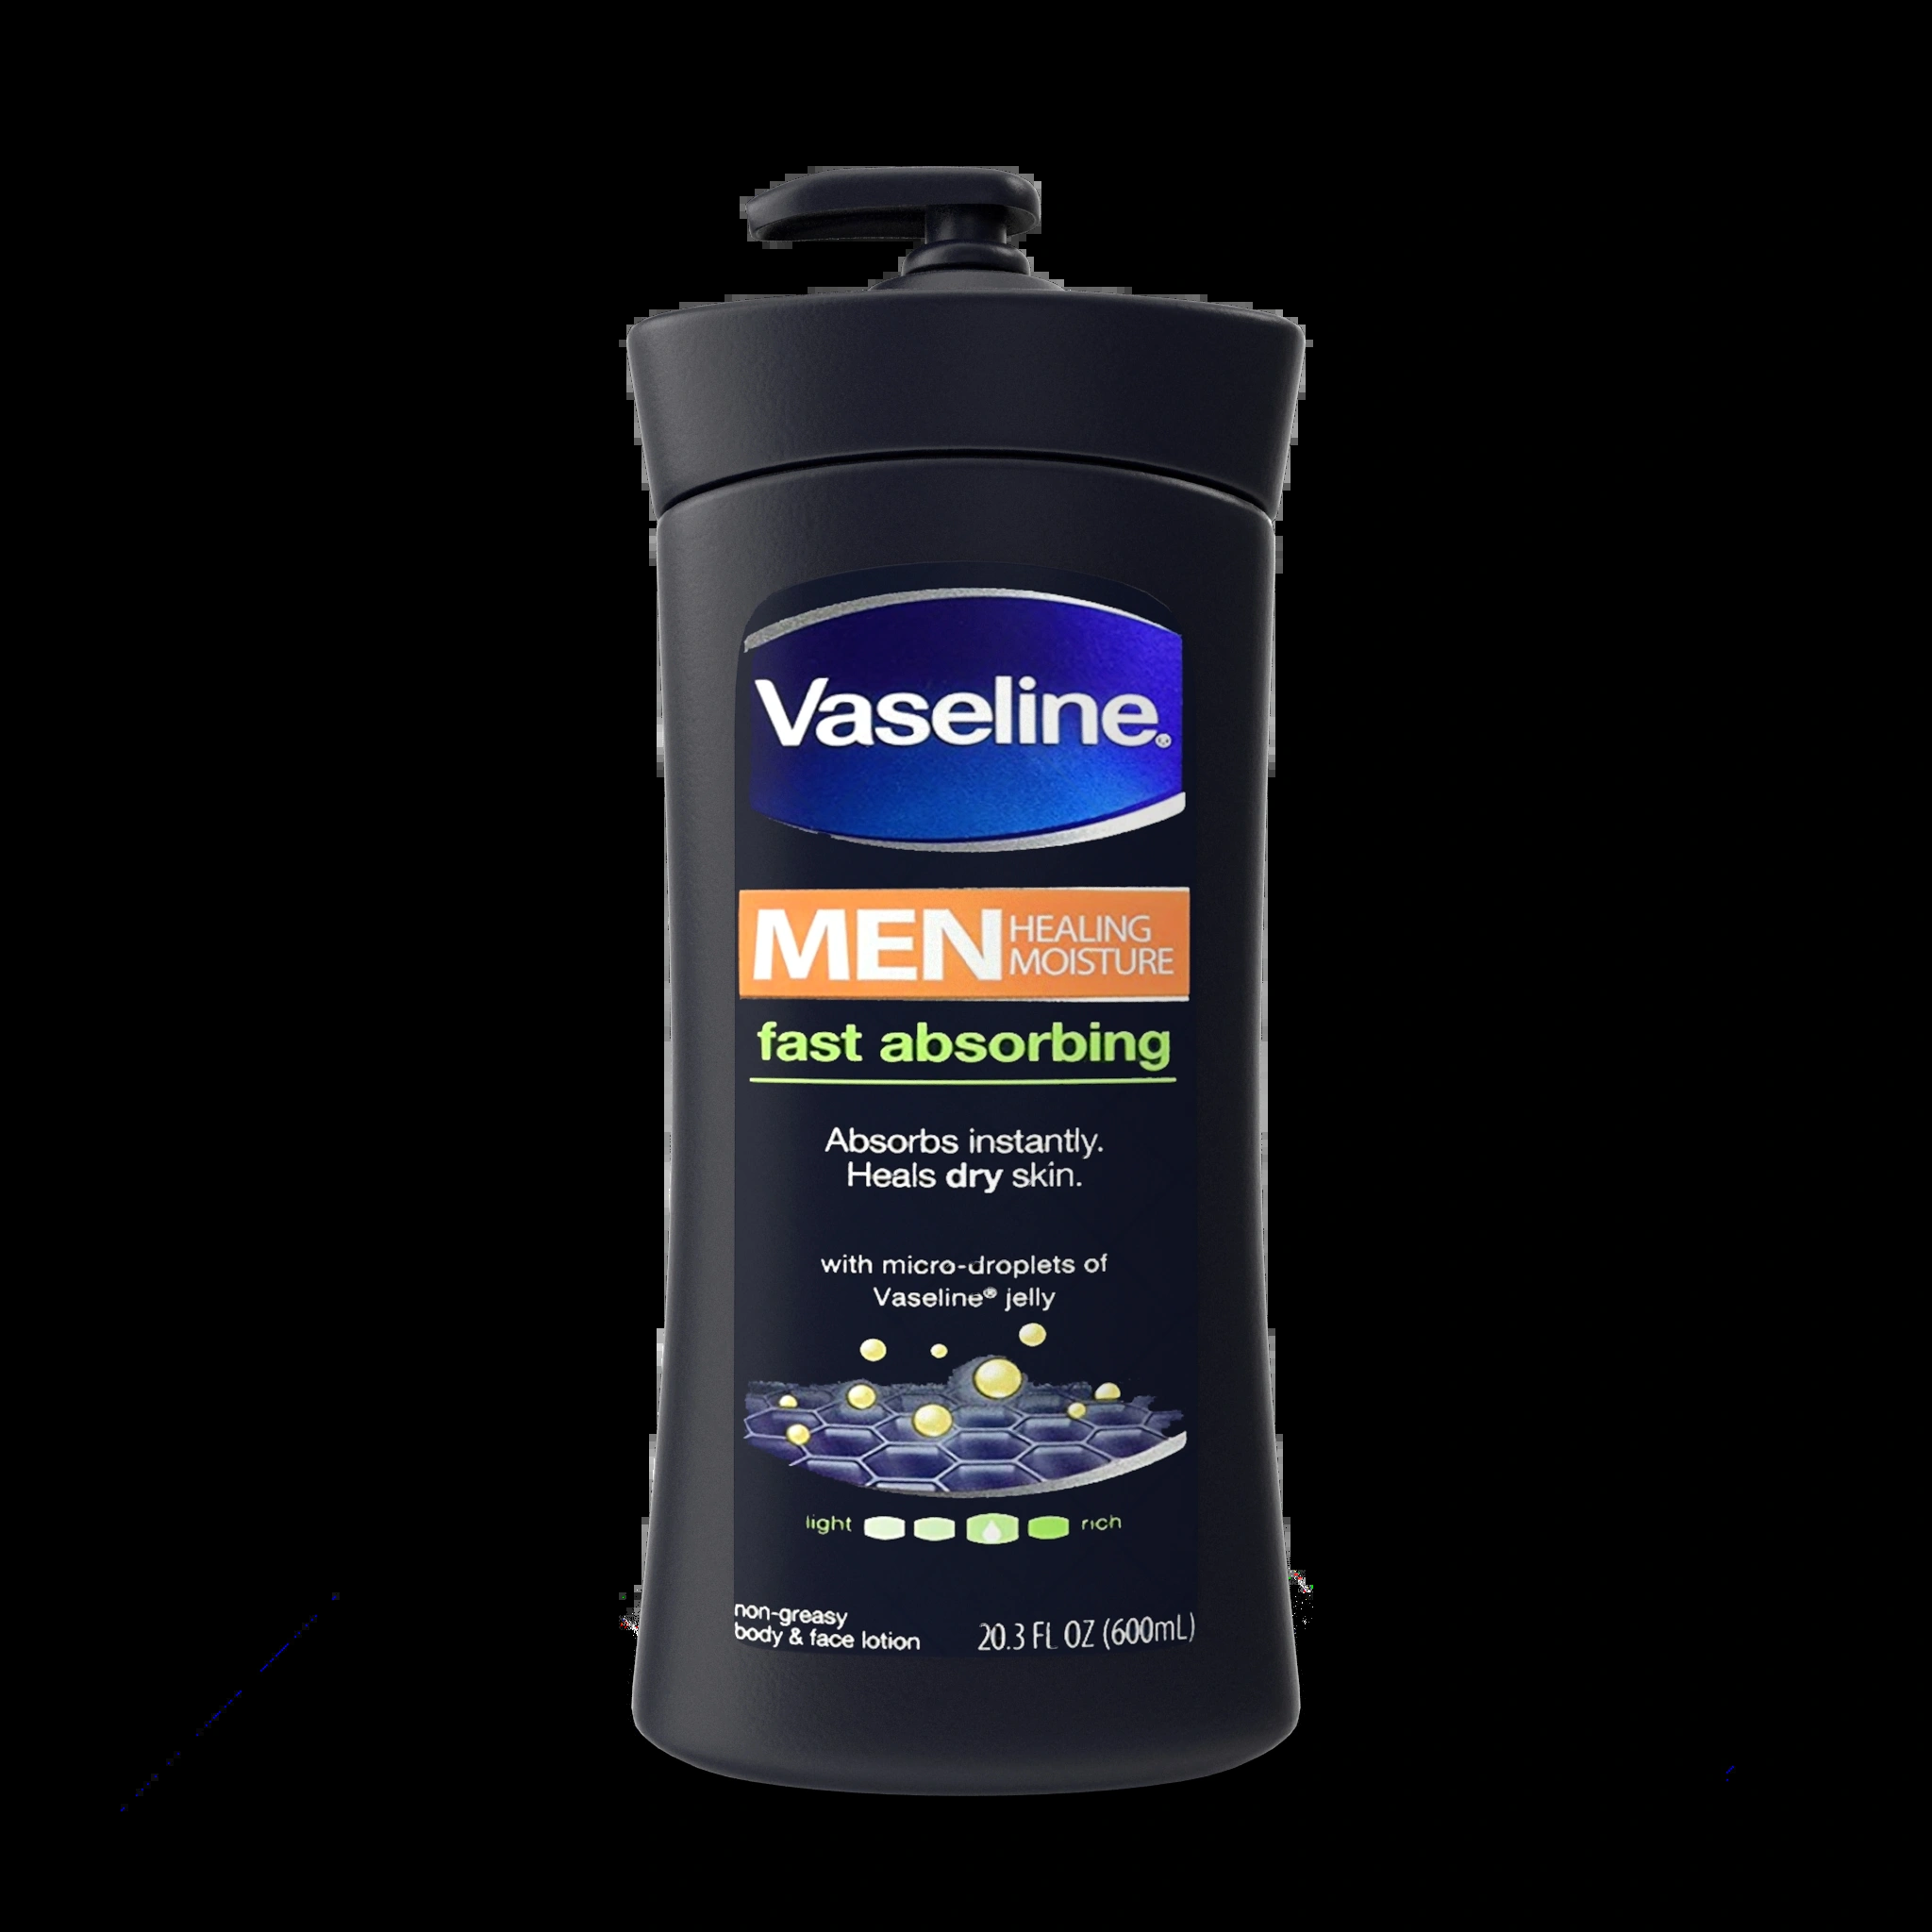 Vaseline®
MEN HEALING
MOISTURE
fast absorbing
Absorbs instantly.
Heals dry skin.
with micro-droplets of
Vaseline® jelly
light rich
non-greasy
body & face lotion
20.3 FL OZ (600mL)